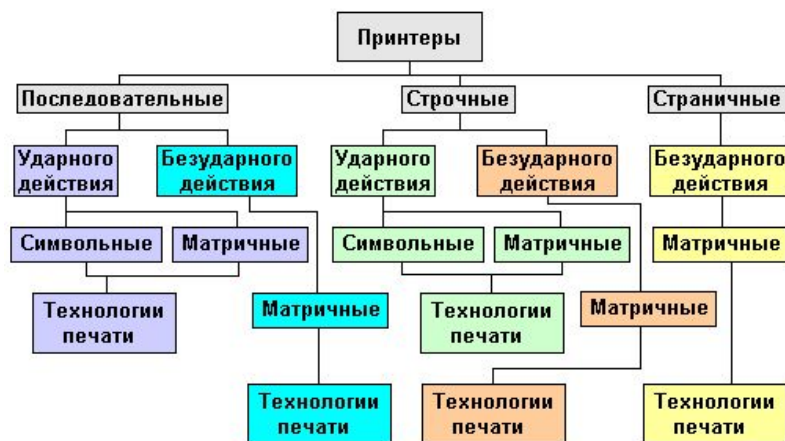 Принтеры
Последовательные
Строчные
Страничные
Ударного
действия
Безударного
действия
Ударного
действия
Безударного
действия
Безударного
действия
Символьные
Матричные
Символьные
Матричные
Матричные
Технологии
печати
Матричные
Технологии
печати
Матричные
Технологии
печати
Технологии
печати
Технологии
печати